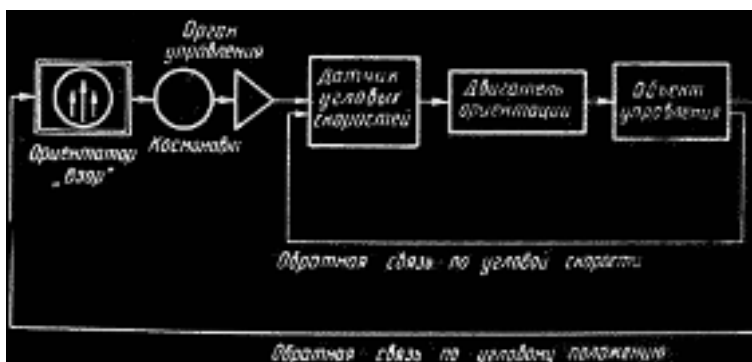 Орган
управления
Датчик
угловых
скоростей
Двигатель
ориентации
Объект
управления
Ориентатор
„Взор"
Космонавт
Обратная связь по угловой скорости
Обратная связь по угловому положению